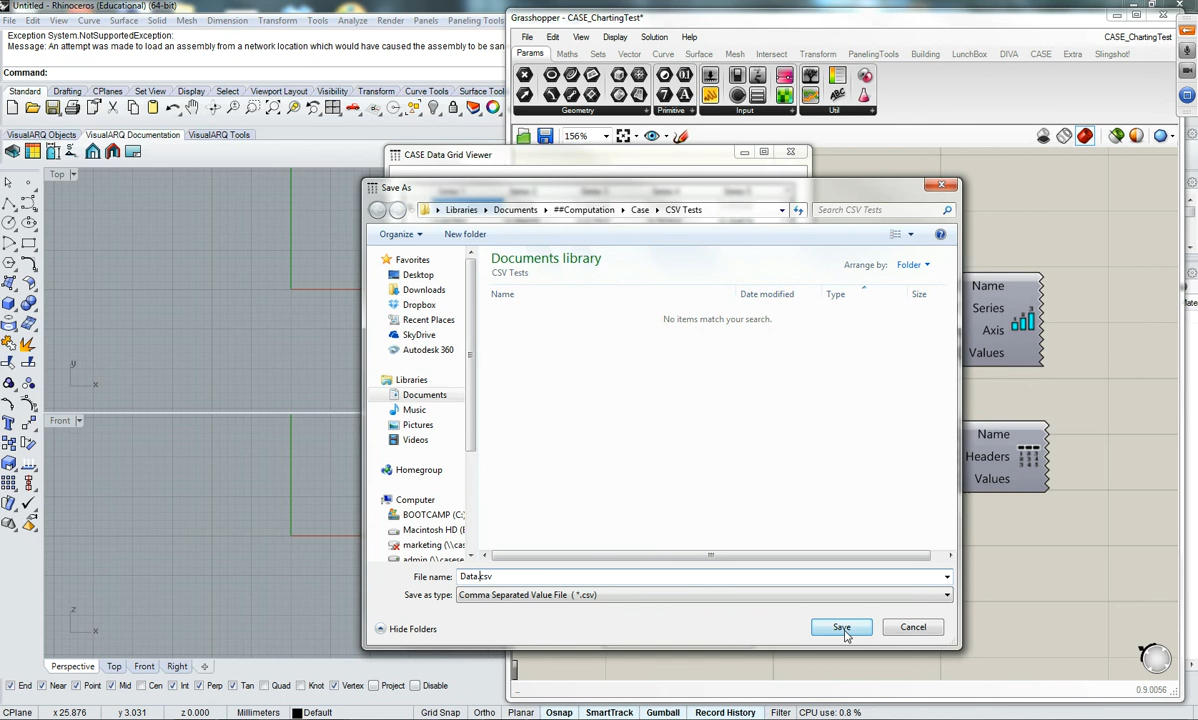 Untitled - Rhinoceros (Educational) (64-bit)
File Edit View Curve Surface Solid Mesh Dimension Transform Tools Analyze Render Panels Paneling Tools
Exception System.NotSupportedException:
Message: An attempt was made to load an assembly from a network location which would have caused the assembly to be san
Command:
Standard Drafting CPlanes Set View Display Select Viewport Layout Visibility Transform Curve Tools Surface Too
VisualARQ Objects VisualARQ Documentation VisualARQ Tools
Top
y
x
Front
z
x
Perspective Top Front Right
End Near Point Mid Cen Int Perp Tan Quad Knot Vertex Project Disable
CPlane x 25.876 y 3.031 z 0.000 Millimeters Default Grid Snap Ortho Planar Osnap SmartTrack Gumball Record History Filter CPU use: 0.8 %
Grasshopper - CASE_ChartingTest*
File Edit View Display Solution Help
CASE_ChartingTest
Params Maths Sets Vector Curve Surface Mesh Intersect Transform PanelingTools Building LunchBox DIVA CASE Extra Slingshot!
Geometry Primitive Input Util
156%
Name
Series
Axis
Values
Name
Headers
Values
0.9.0056
CASE Data Grid Viewer
Save As
Libraries Documents ##Computation Case CSV Tests
Search CSV Tests
Organize New folder
Favorites
Desktop
Downloads
Dropbox
Recent Places
SkyDrive
Autodesk 360
Libraries
Documents
Music
Pictures
Videos
Homegroup
Computer
BOOTCAMP (C:
Macintosh HD (
marketing (\\cas
Documents library
CSV Tests
Arrange by: Folder
Name Date modified Type Size
No items match your search.
File name: Data.csv
Save as type: Comma Separated Value File ( *.csv)
Hide Folders
Save Cancel